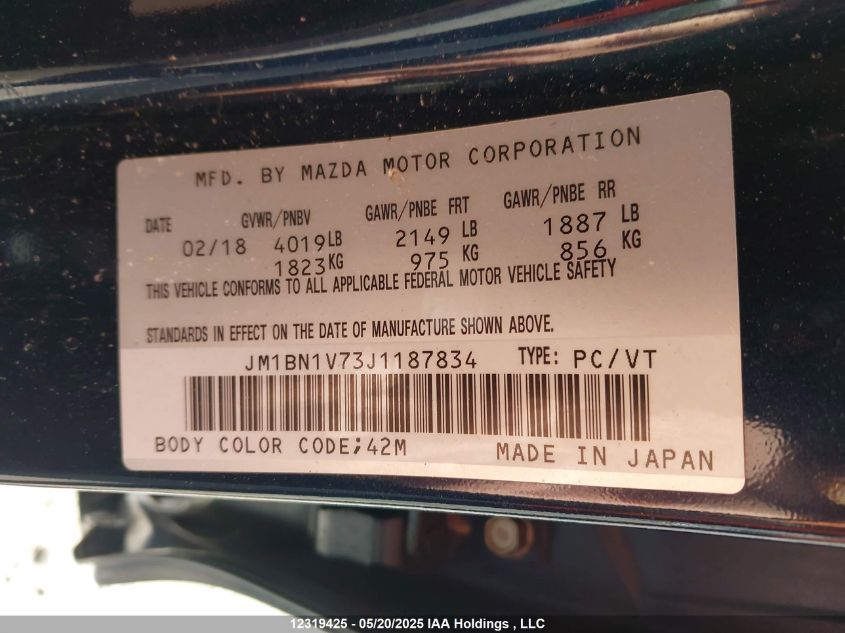 MFD. BY MAZDA MOTOR CORPORATION
DATE GVWR/PNBV GAWR/PNBE FRT GAWR/PNBE RR
02/18 4019LB 2149 LB 1887 LB
1823KG 975 KG 856 KG
THIS VEHICLE CONFORMS TO ALL APPLICABLE FEDERAL MOTOR VEHICLE SAFETY
STANDARDS IN EFFECT ON THE DATE OF MANUFACTURE SHOWN ABOVE.
JM1BN1V73J1187834 TYPE: PC/VT
BODY COLOR CODE;42M MADE IN JAPAN
12319425 - 05/20/2025 IAA Holdings , LLC